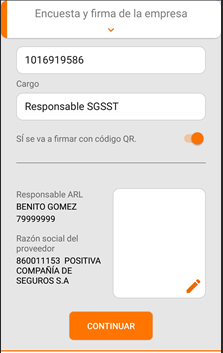 Encuesta y firma de la empresa
1016919586
Cargo
Responsable SGSST
SÍ se va a firmar con código QR.
Responsable ARL
BENITO GOMEZ
79999999
Razón social del
proveedor
860011153 POSITIVA
COMPAÑÍA DE
SEGUROS S.A
CONTINUAR